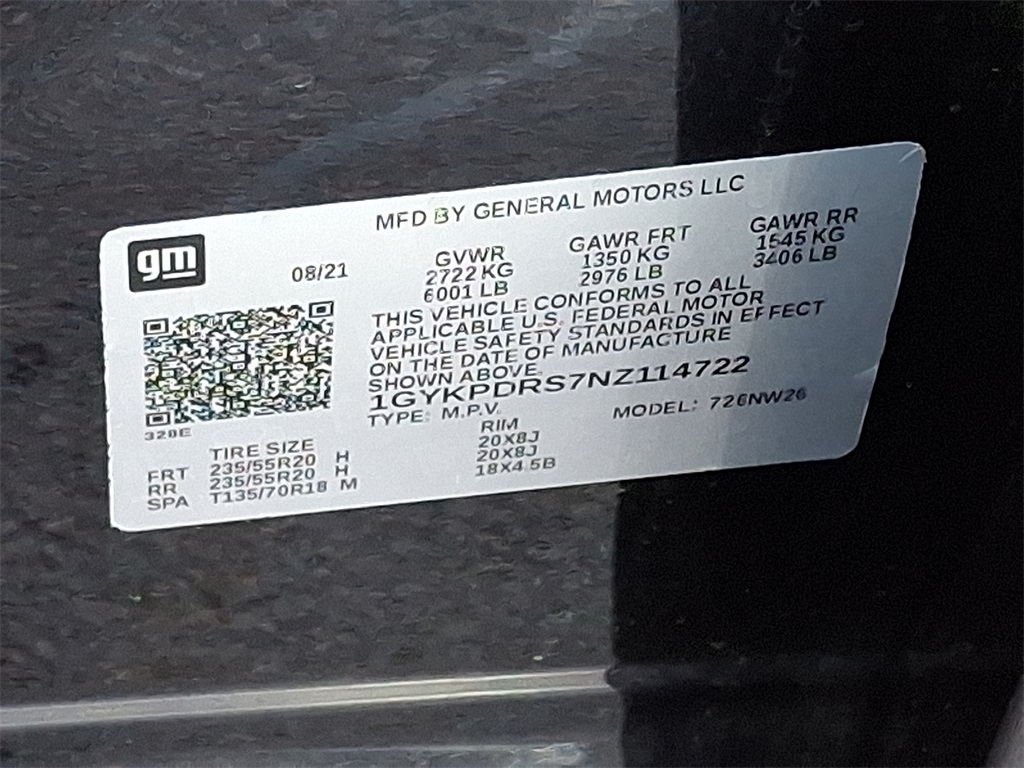 MFD BY GENERAL MOTORS LLC
gm
08/21
GVWR
2722 KG
6001 LB
GAWR FRT
1350 KG
2976 LB
GAWR RR
1545 KG
3406 LB
THIS VEHICLE CONFORMS TO ALL
APPLICABLE U.S. FEDERAL MOTOR
VEHICLE SAFETY STANDARDS IN EFFECT
ON THE DATE OF MANUFACTURE
SHOWN ABOVE.
1GYKPDRS7NZ114722
TYPE: M.P.V. MODEL: 726NW26
328E
TIRE SIZE RIM
FRT 235/55R20 H 20X8J
RR 235/55R20 H 20X8J
SPA T135/70R18 M 18X4.5B